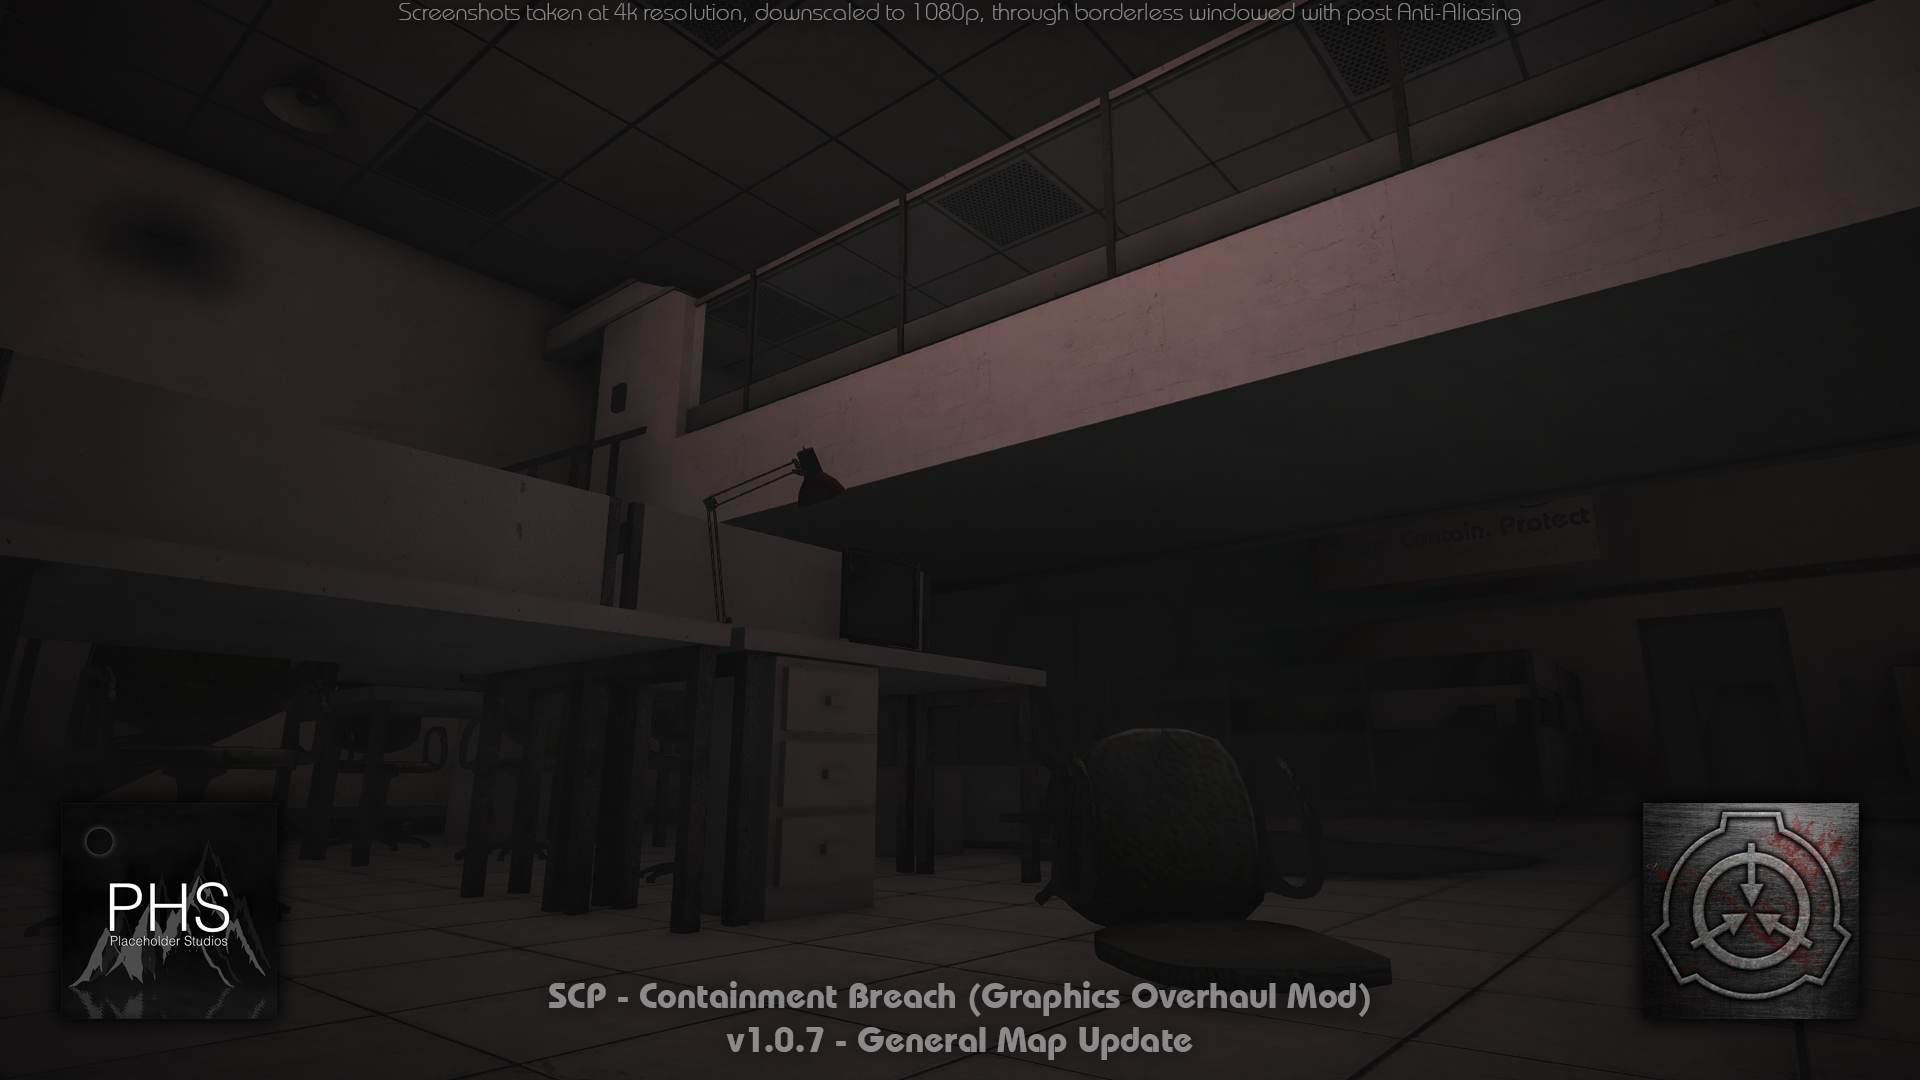 Screenshots taken at 4k resolution, downscaled to 1080p, through borderless windowed with post Anti-Aliasing
Contain. Protect
PHS
Placeholder Studios
SCP - Containment Breach (Graphics Overhaul Mod)
v1.0.7 - General Map Update